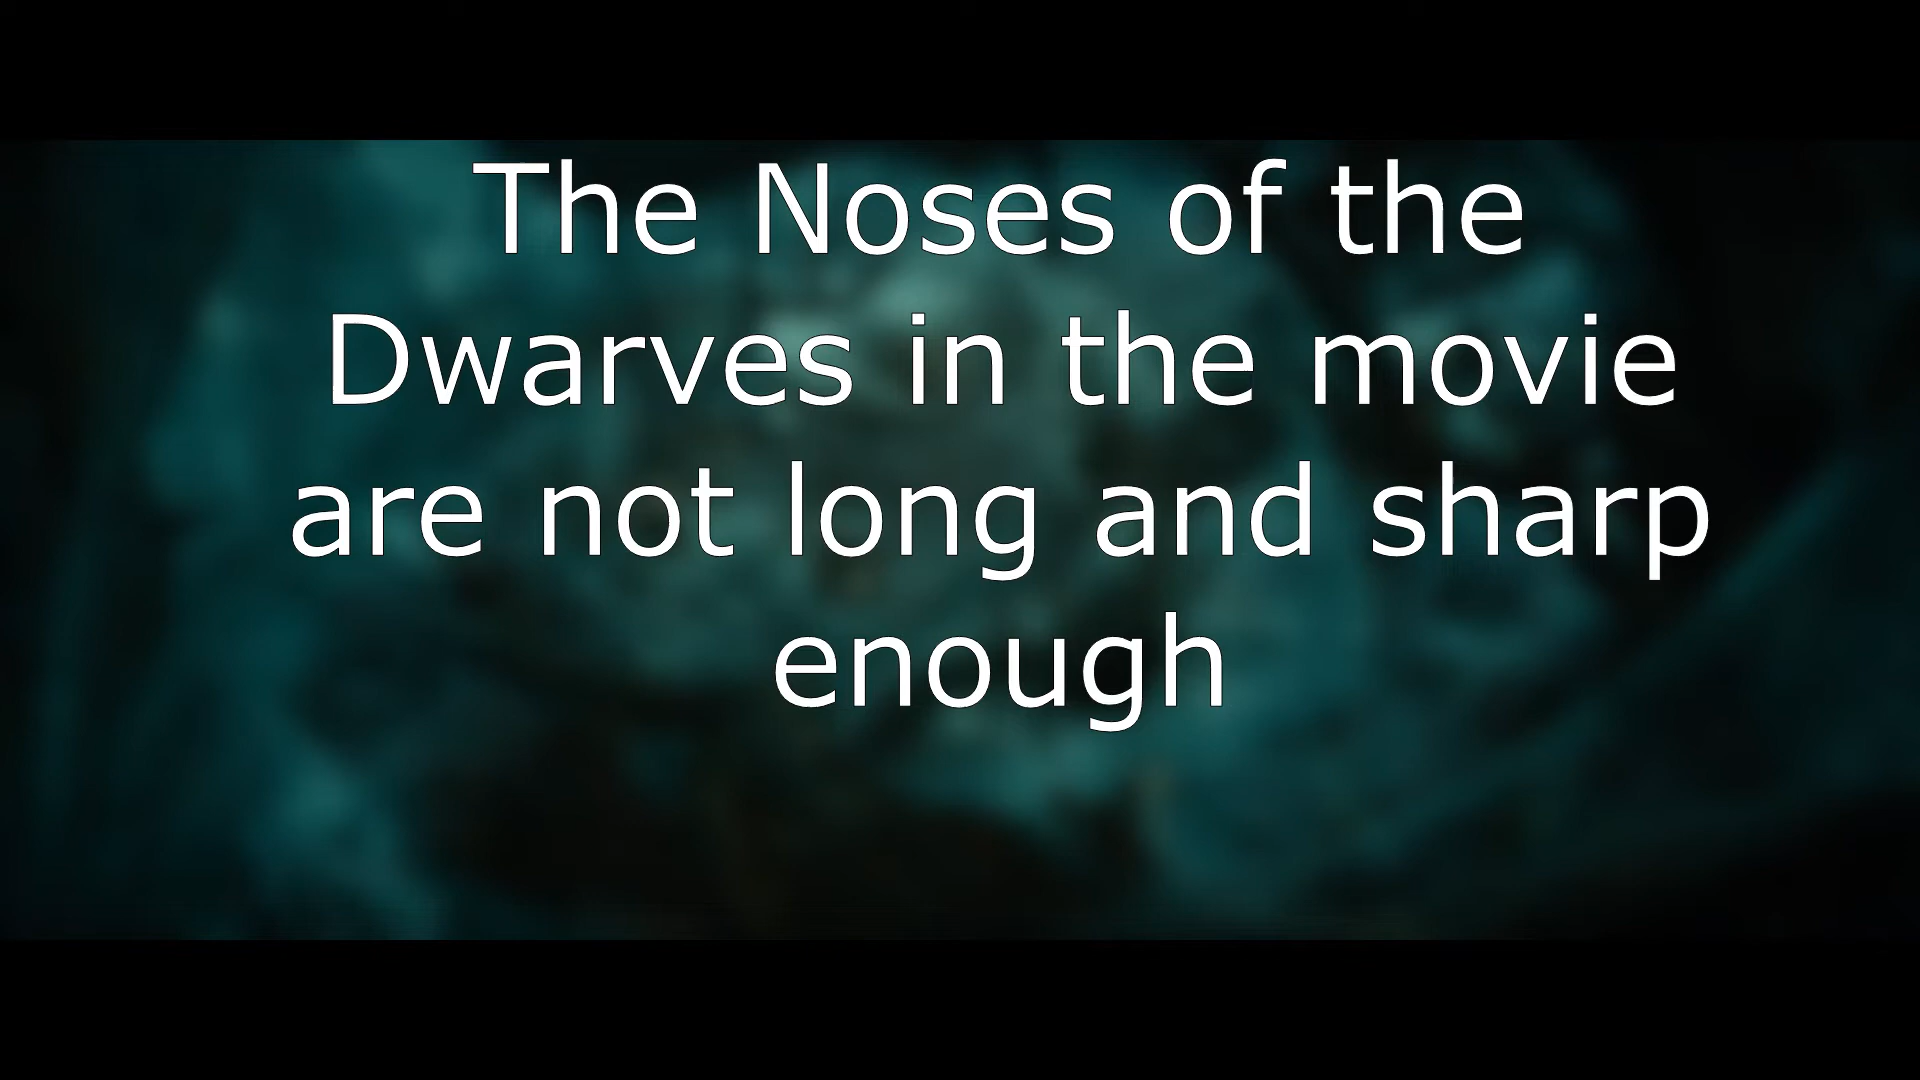 The Noses of the
Dwarves in the movie
are not long and sharp
enough